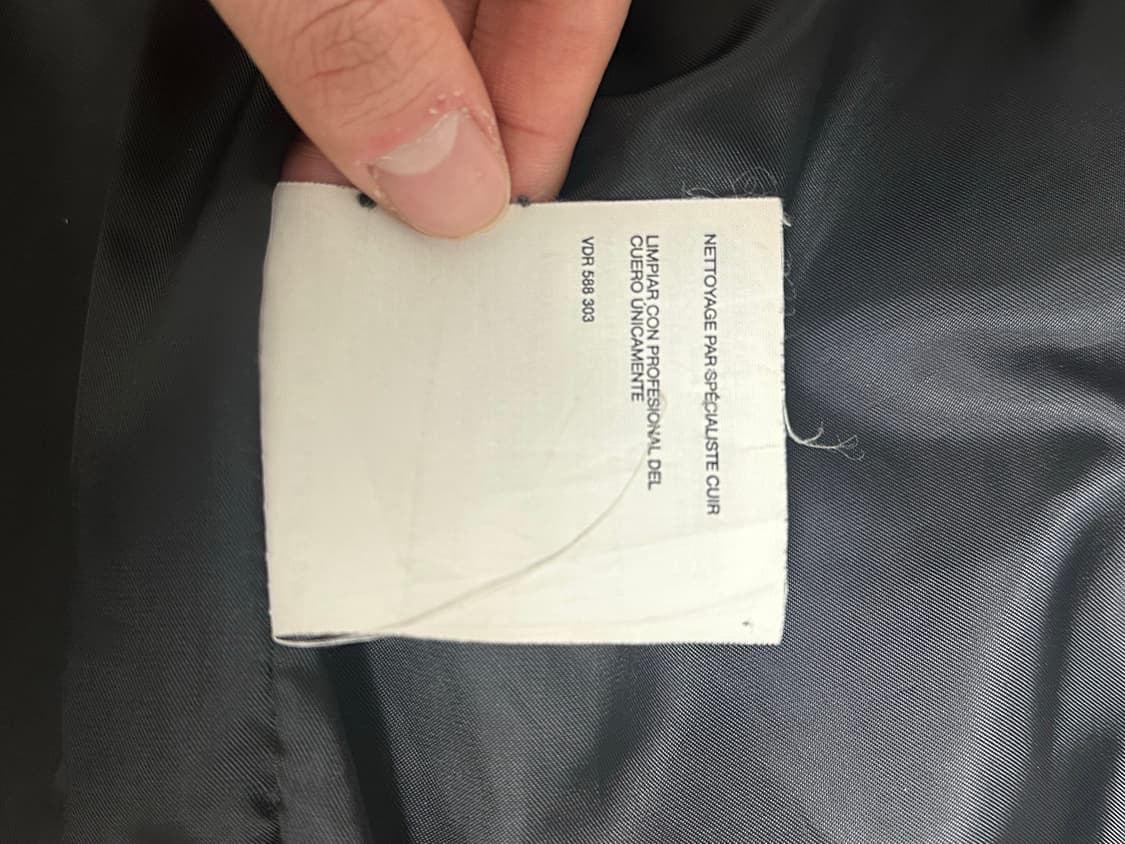 NETTOYAGE PAR SPÉCIALISTE CUIR
LIMPIAR CON PROFESIONAL DEL
CUERO ÚNICAMENTE
VDR 588 303